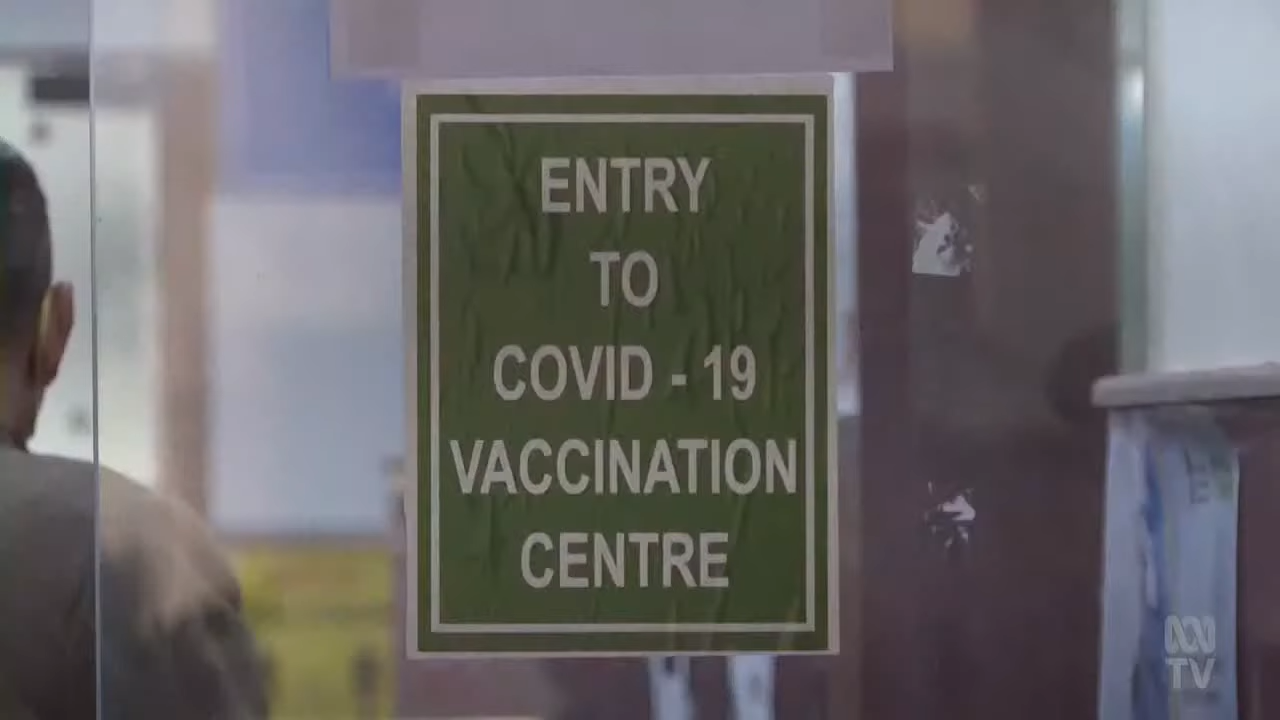 ENTRY
TO
COVID - 19
VACCINATION
CENTRE
TV